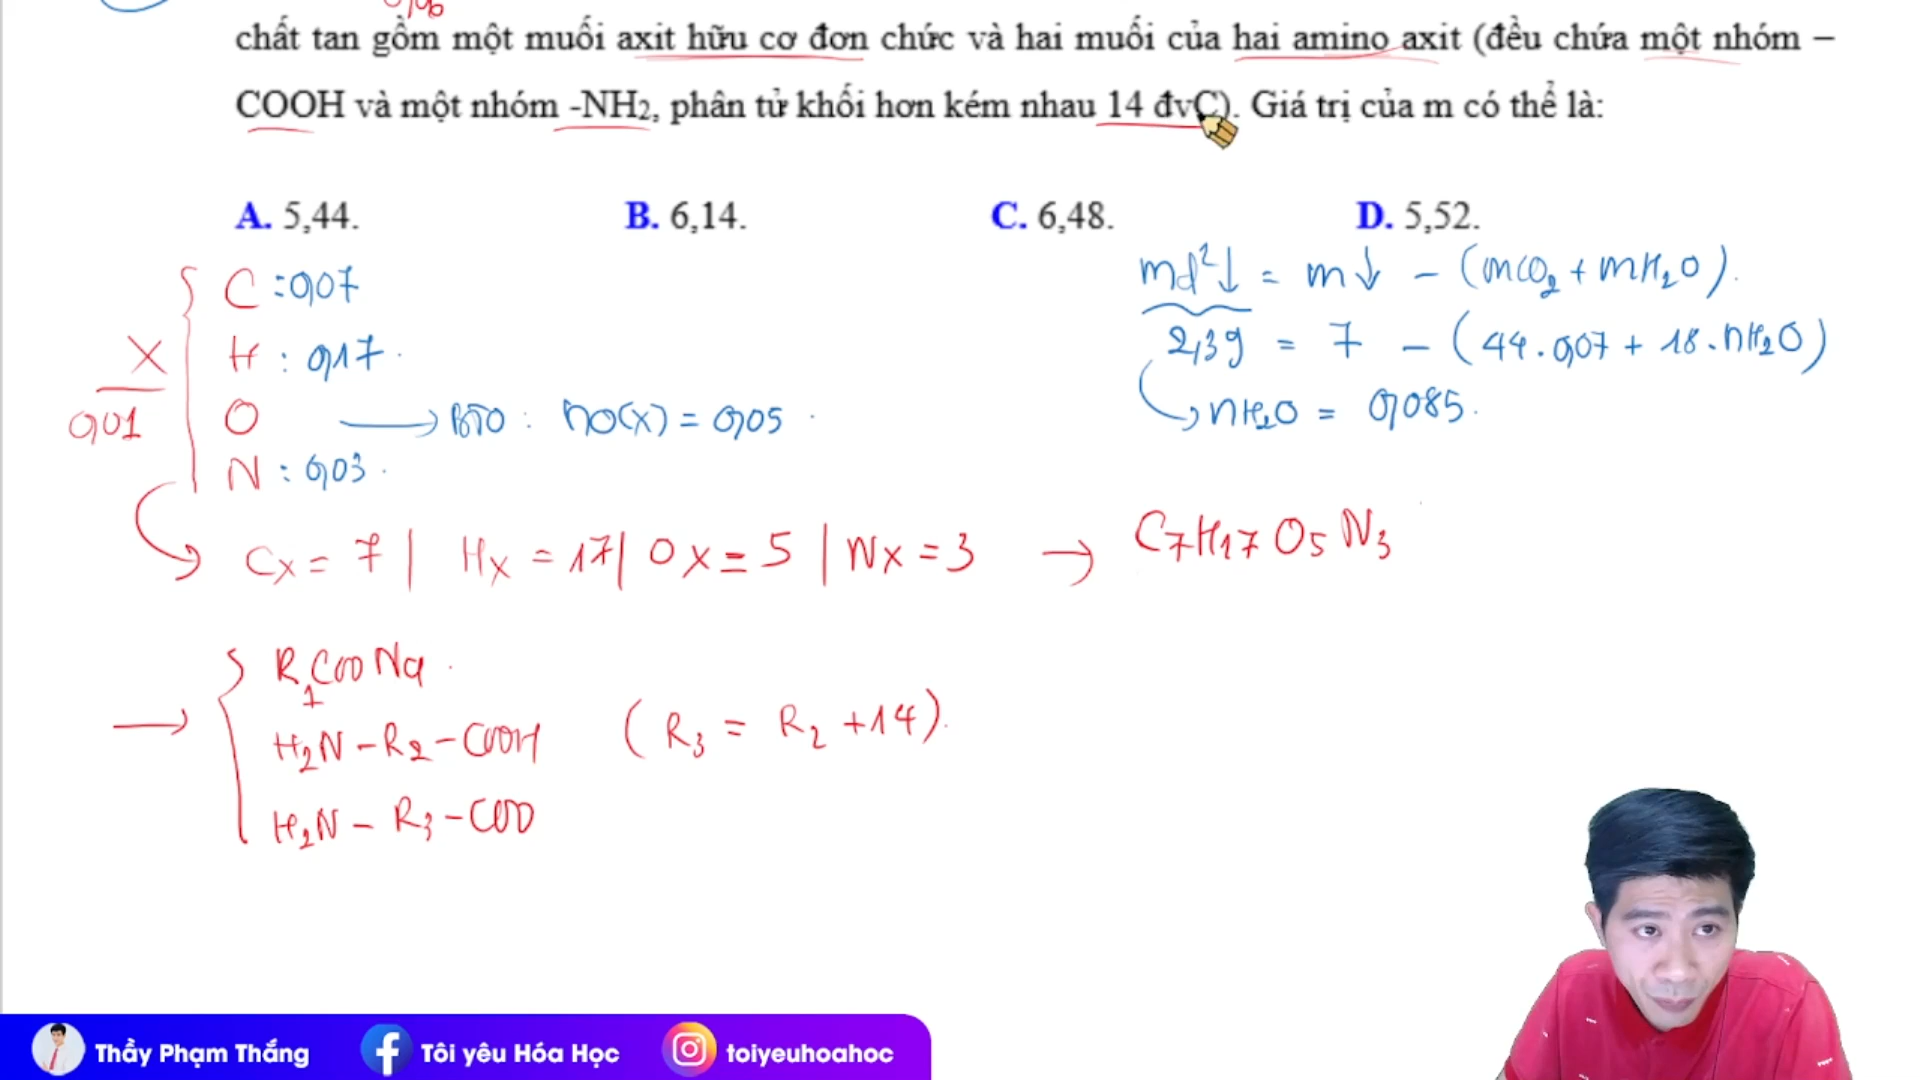 0,06
chất tan gồm một muối axit hữu cơ đơn chức và hai muối của hai amino axit (đều chứa một nhóm –
COOH và một nhóm -NH2, phân tử khối hơn kém nhau 14 đvC). Giá trị của m có thể là:
A. 5,44. B. 6,14. C. 6,48. D. 5,52.
C : 0,07
H : 0,17.
X
0,01
O → BTO : nO(X) = 0,05.
N : 0,03.
md²↓ = m↓ – (mCO2 + mH2O).
2,39 = 7 – (44.0,07 + 18.nH2O)
→ nH2O = 0,085.
→ Cx = 7 | Hx = 17 | Ox = 5 | Nx = 3 → C7H17O5N3
→ R1COONa.
H2N – R2 – COOH (R3 = R2 + 14).
H2N – R3 – COO
Thầy Phạm Thắng f Tôi yêu Hóa Học toiyeuhoahoc